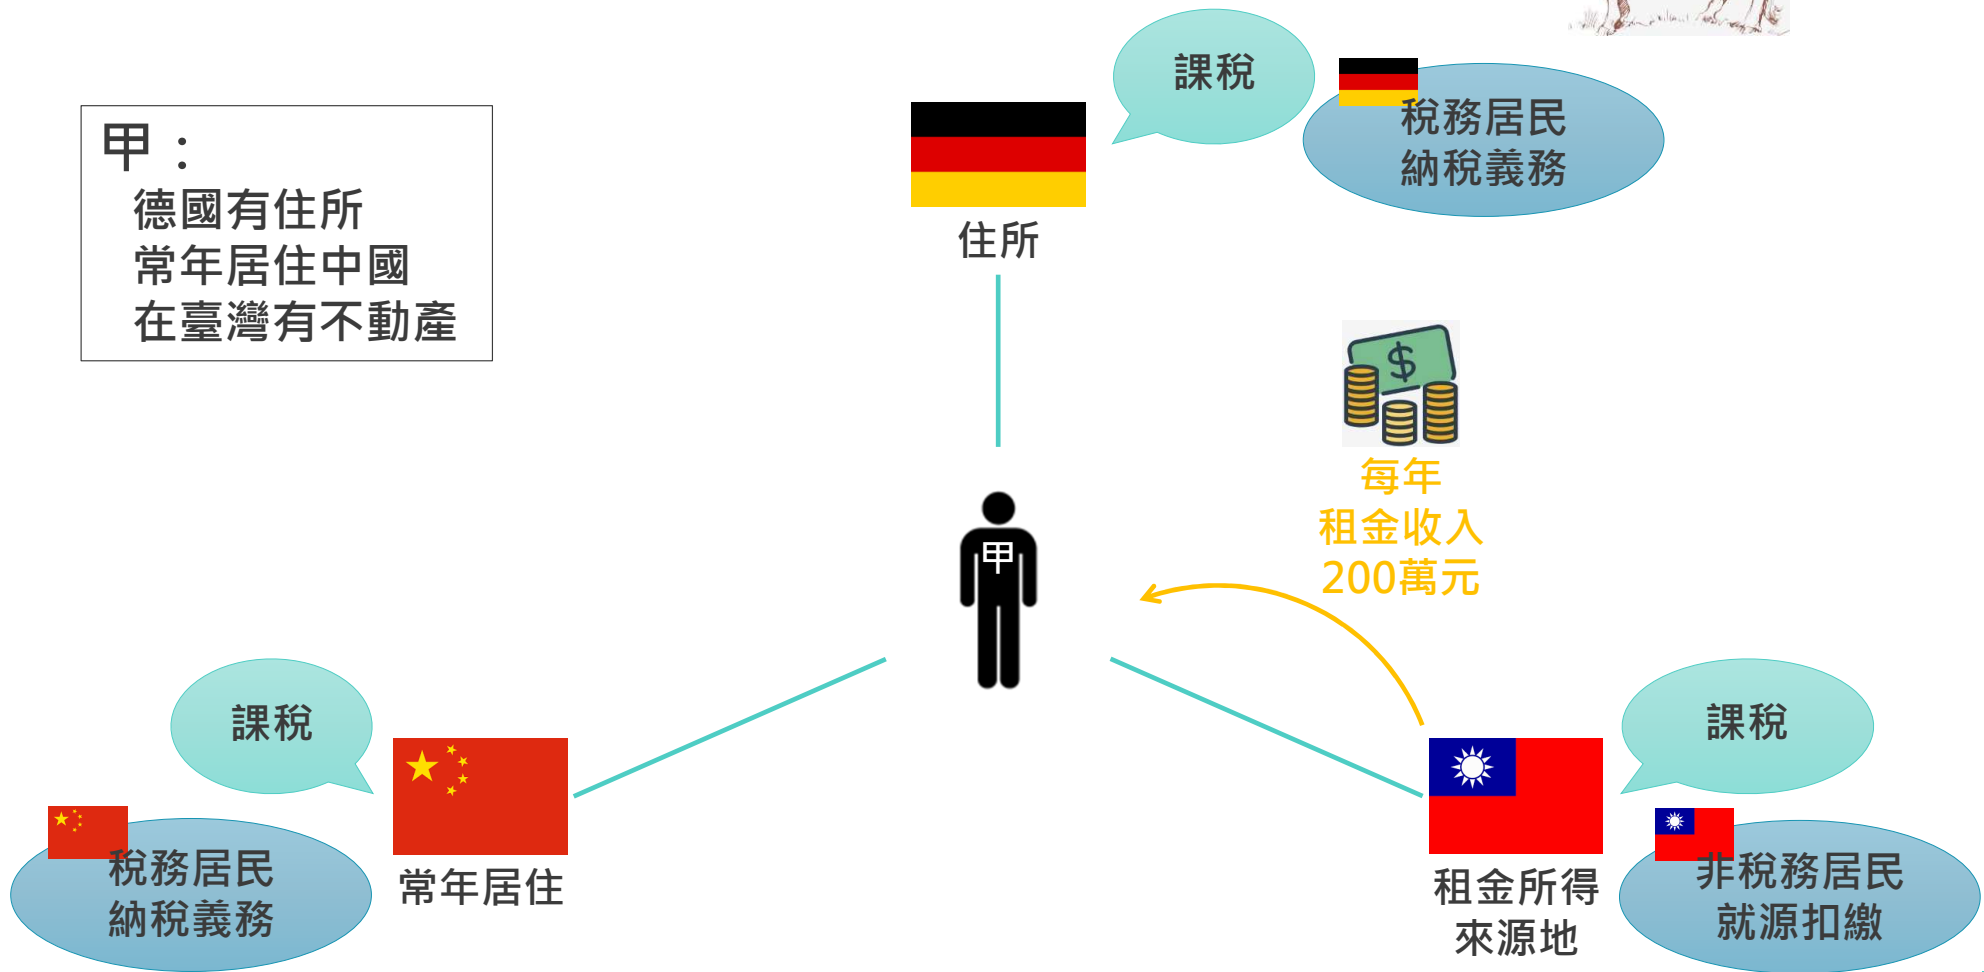 甲：
德國有住所
常年居住中國
在臺灣有不動產
課稅
稅務居民
納稅義務
住所
$
每年
租金收入
200萬元
甲
課稅
稅務居民
納稅義務
常年居住
課稅
租金所得
來源地
非稅務居民
就源扣繳